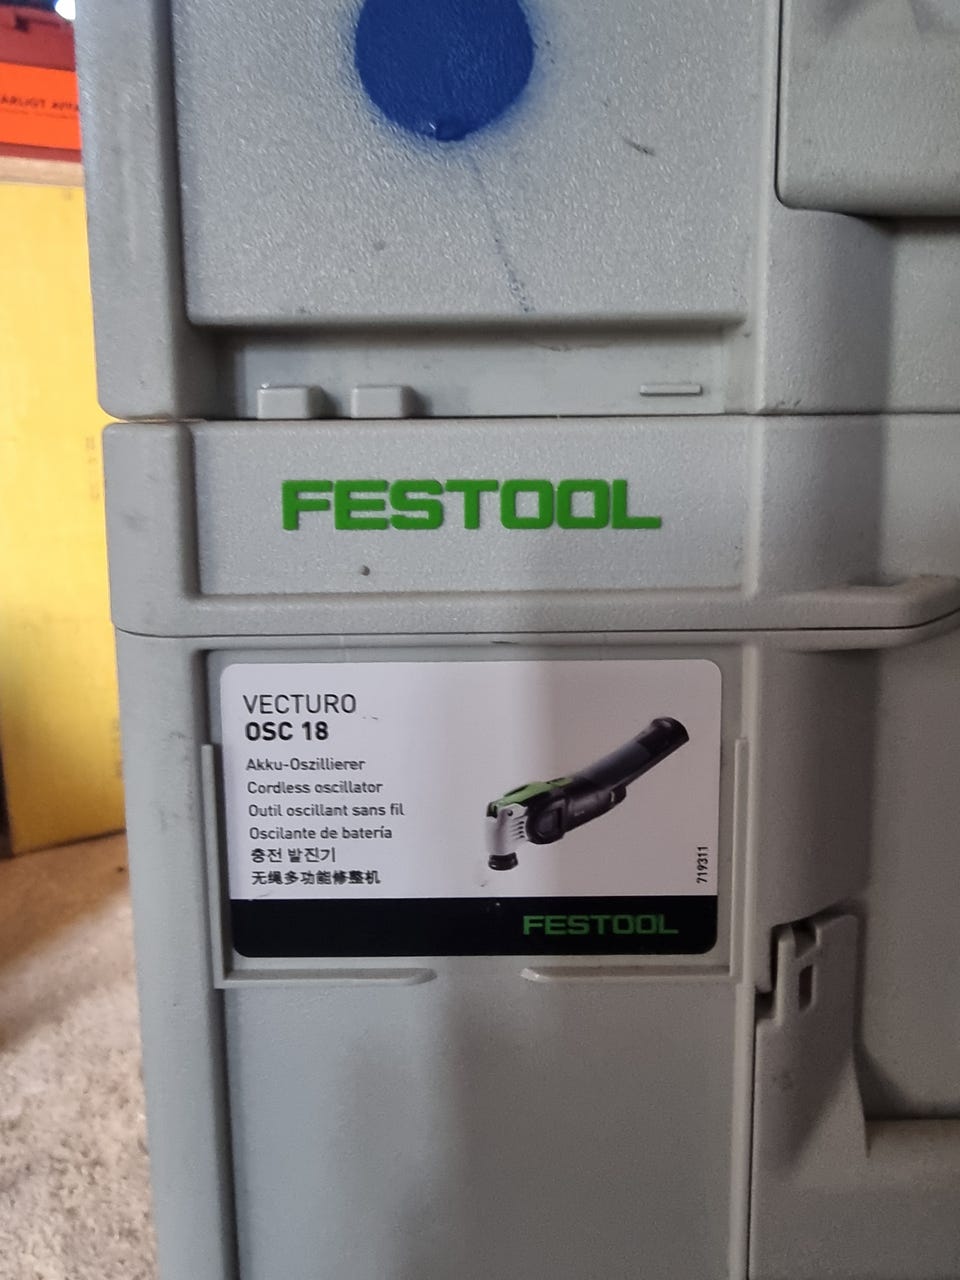 FESTOOL
VECTURO
OSC 18
Akku-Oszillierer
Cordless oscillator
Outil oscillant sans fil
Oscilante de batería
충전 발진기
无绳多功能修整机
719311
FESTOOL